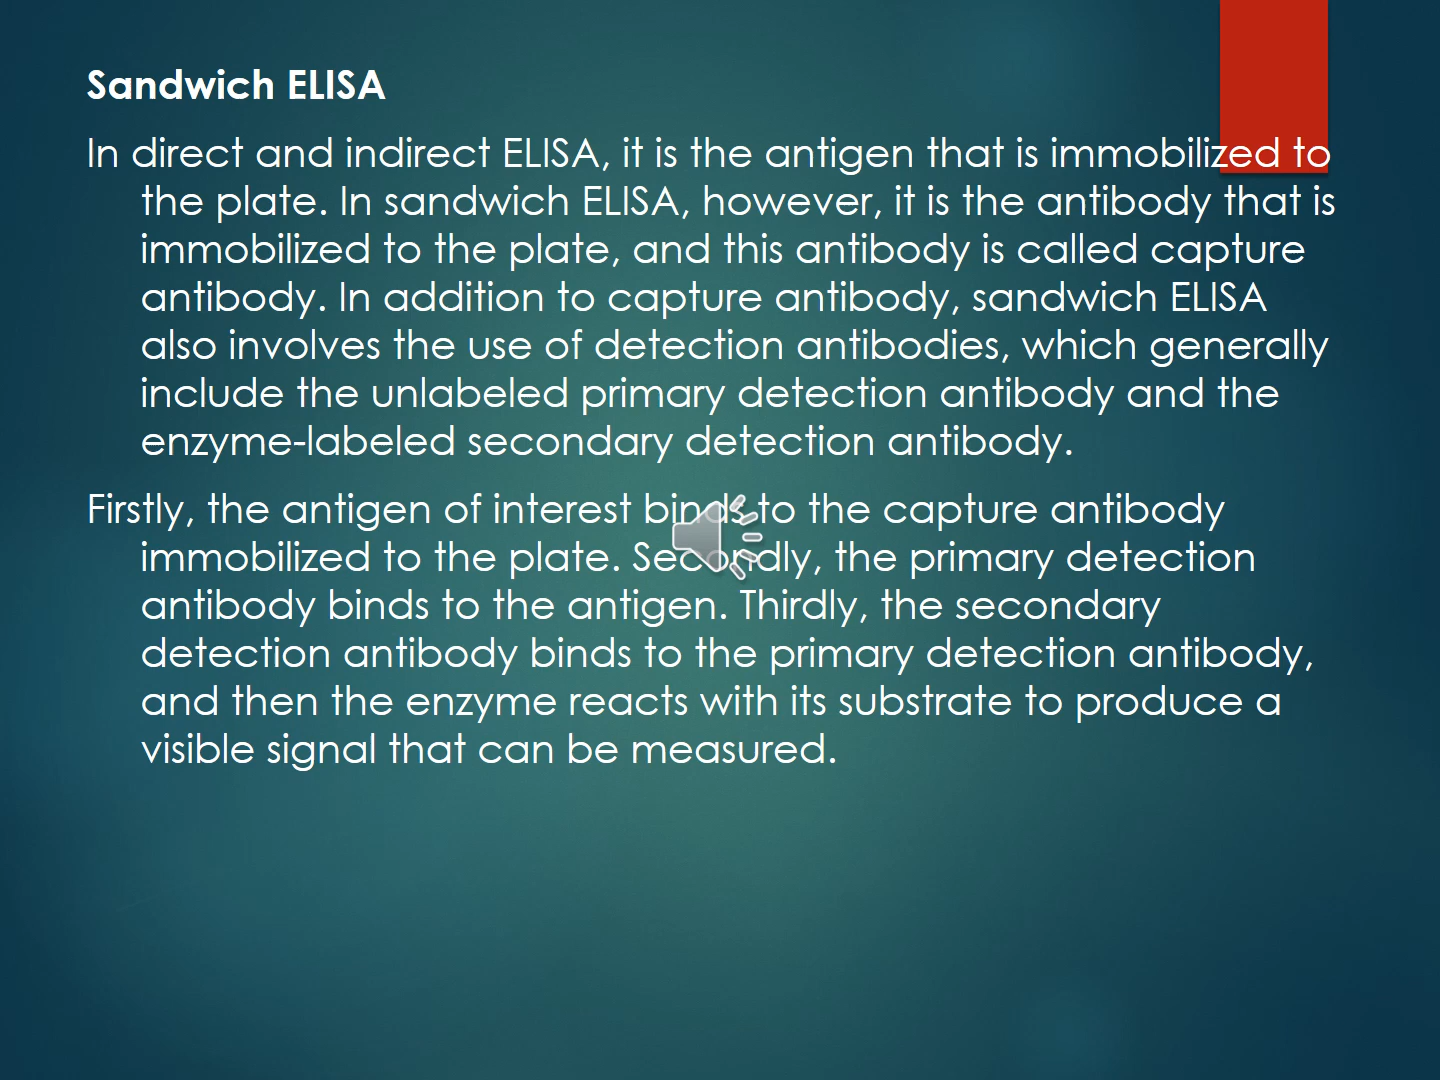 Sandwich ELISA
In direct and indirect ELISA, it is the antigen that is immobilized to
the plate. In sandwich ELISA, however, it is the antibody that is
immobilized to the plate, and this antibody is called capture
antibody. In addition to capture antibody, sandwich ELISA
also involves the use of detection antibodies, which generally
include the unlabeled primary detection antibody and the
enzyme-labeled secondary detection antibody.
Firstly, the antigen of interest binds to the capture antibody
immobilized to the plate. Secondly, the primary detection
antibody binds to the antigen. Thirdly, the secondary
detection antibody binds to the primary detection antibody,
and then the enzyme reacts with its substrate to produce a
visible signal that can be measured.